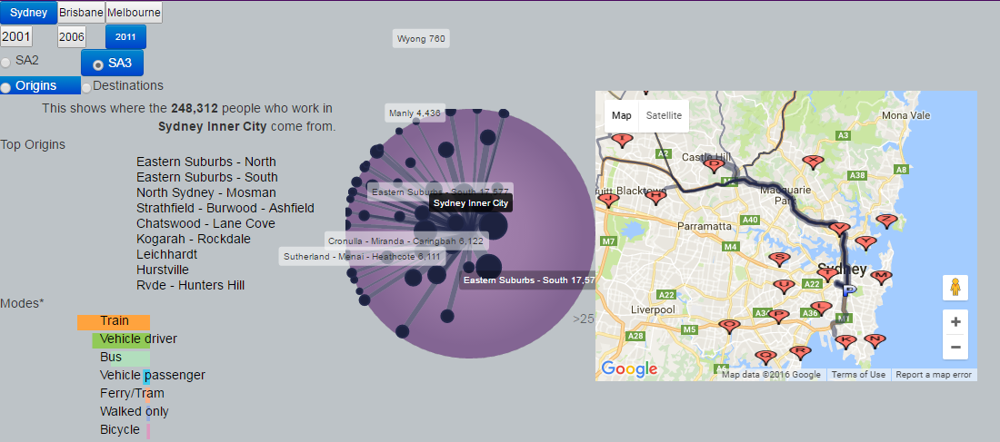 Sydney Brisbane Melbourne
2001 2006 2011
SA2 SA3
Origins Destinations
This shows where the 248,312 people who work in
Sydney Inner City come from.
Top Origins
Eastern Suburbs - North
Eastern Suburbs - South
North Sydney - Mosman
Strathfield - Burwood - Ashfield
Chatswood - Lane Cove
Kogarah - Rockdale
Leichhardt
Hurstville
Ryde - Hunters Hill
Modes*
Train
Vehicle driver
Bus
Vehicle passenger
Ferry/Tram
Walked only
Bicycle
Wyong 760
Manly 4,436
Eastern Suburbs - South 17,577
Sydney Inner City
Cronulla - Miranda - Caringbah 6,122
Sutherland - Menai - Heathcote 6,111
Eastern Suburbs - South 17,57
>25
Map Satellite
Mona Vale
A3
I
A2
Castle Hill
D
X
A38
A8
Blacktown
J
H
Macquarie
Park
A40
Parramatta
V
Z
M7
M4
Y
S
Sydney
T
M
A22
U
P
A22
Liverpool
L
M1
A34
P
A36
M5
O
A28
K
N
Q
R
A6
Google
Map data ©2016 Google Terms of Use Report a map error